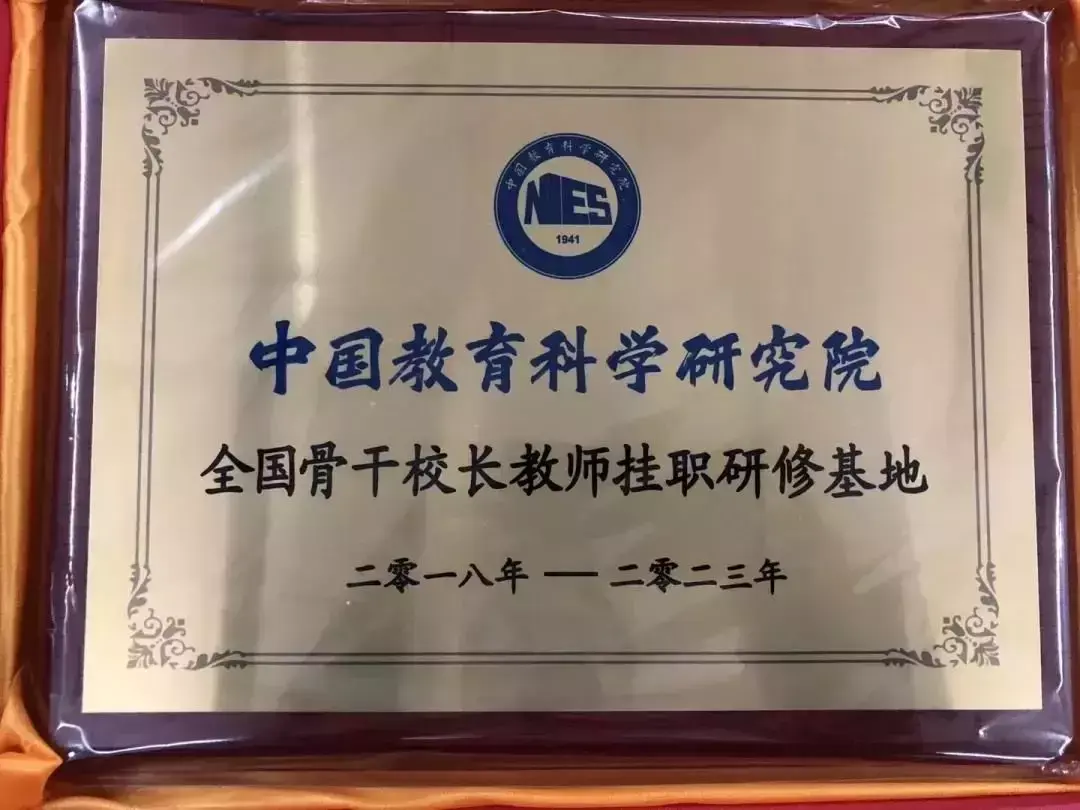 中国教育科学研究院
NIES
1941
中国教育科学研究院
全国骨干校长教师挂职研修基地
二零一八年 — 二零二三年